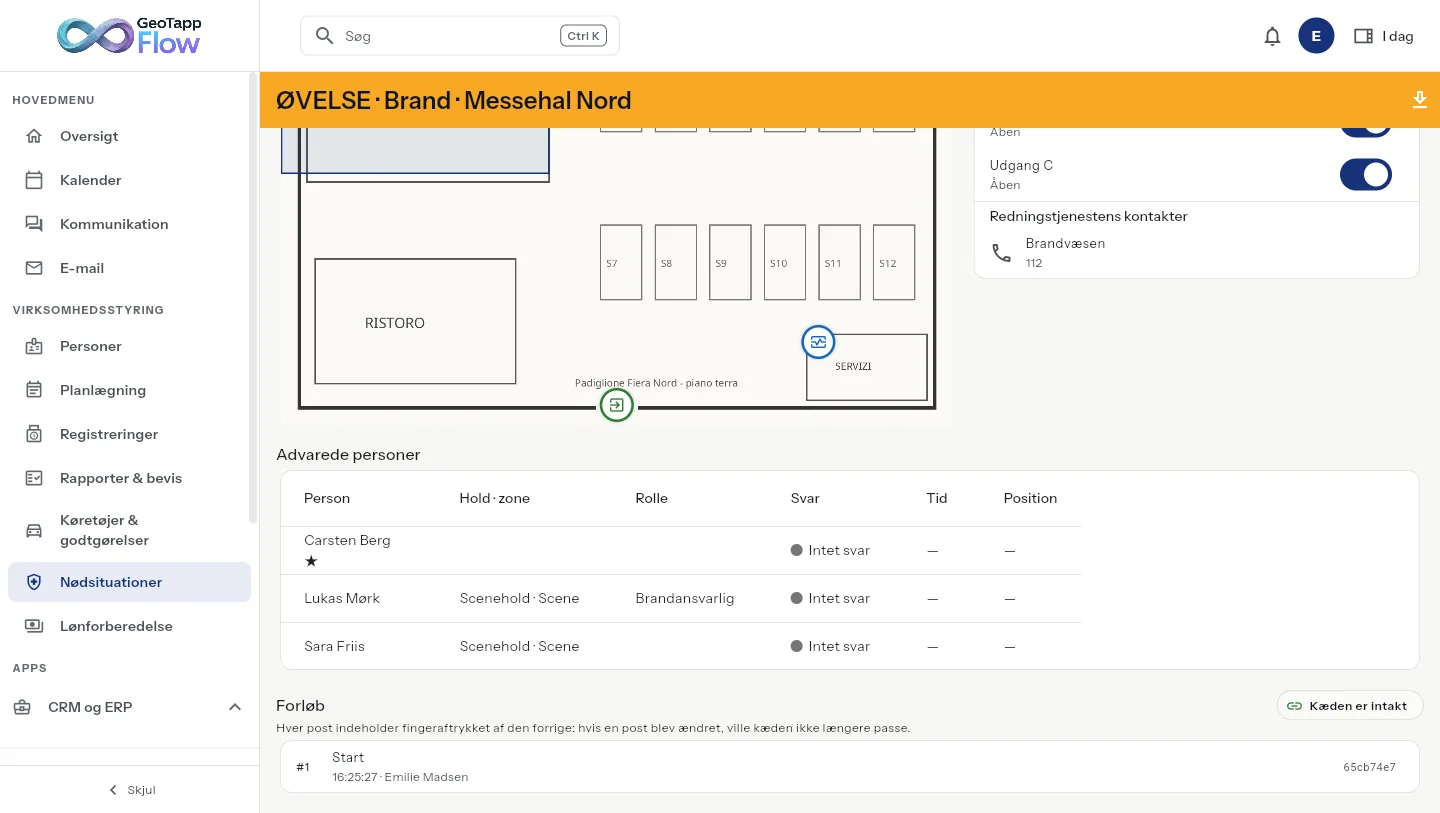 GeoTapp
Flow
Søg
Ctrl K
E
I dag
HOVEDMENU
Oversigt
Kalender
Kommunikation
E-mail
VIRKSOMHEDSSTYRING
Personer
Planlægning
Registreringer
Rapporter & bevis
Køretøjer &
godtgørelser
Nødsituationer
Lønforberedelse
APPS
CRM og ERP
Skjul
ØVELSE · Brand · Messehal Nord
S7
S8
S9
S10
S11
S12
RISTORO
SERVIZI
Padiglione Fiera Nord - piano terra
Åben
Udgang C
Åben
Redningstjenestens kontakter
Brandvæsen
112
Advarede personer
Person Hold · zone Rolle Svar Tid Position
Carsten Berg
★ Intet svar — —
Lukas Mørk Scenehold · Scene Brandansvarlig Intet svar — —
Sara Friis Scenehold · Scene Intet svar — —
Forløb
Kæden er intakt
Hver post indeholder fingeraftrykket af den forrige: hvis en post blev ændret, ville kæden ikke længere passe.
#1
Start
16:25:27 · Emilie Madsen
65cb74e7